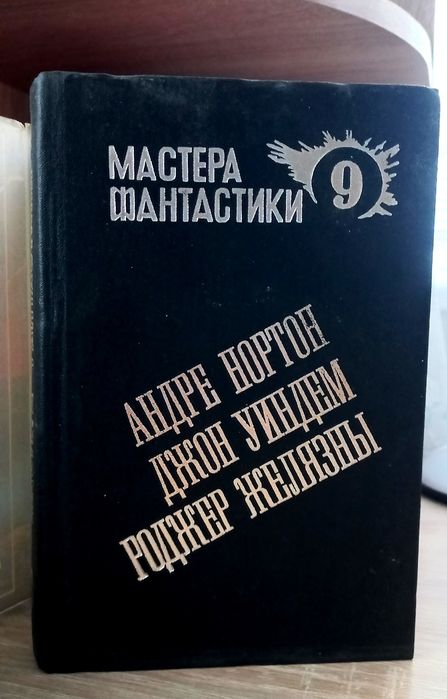 МАСТЕРА
ФАНТАСТИКИ 9
АНДРЕ НОРТОН
ДЖОН УИНДЕМ
РОДЖЕР ЖЕЛЯЗНЫ